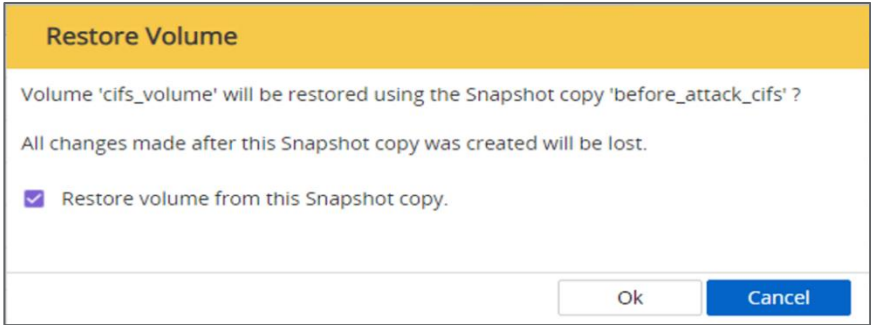 Restore Volume
Volume 'cifs_volume' will be restored using the Snapshot copy 'before_attack_cifs' ?
All changes made after this Snapshot copy was created will be lost.
Restore volume from this Snapshot copy.
Ok Cancel